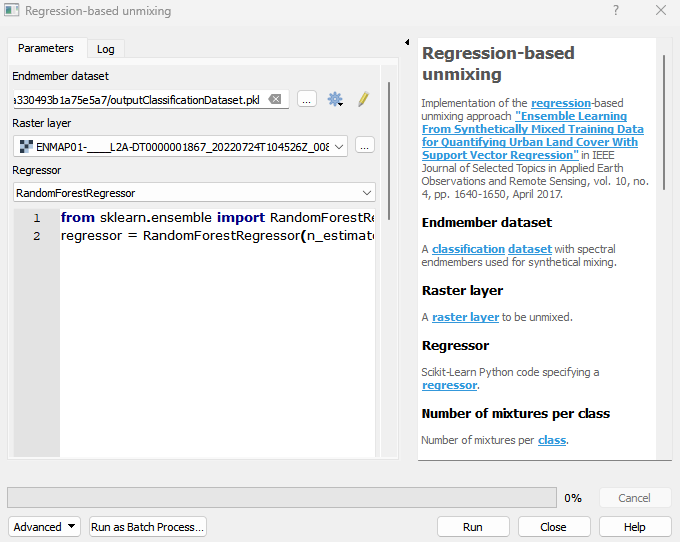 Regression-based unmixing
?
Parameters
Log
Endmember dataset
a330493b1a75e5a7/outputClassificationDataset.pkl
...
Raster layer
ENMAP01-____L2A-DT0000001867_20220724T104526Z_008
...
Regressor
RandomForestRegressor
1 from sklearn.ensemble import RandomForestRe
2 regressor = RandomForestRegressor(n_estimate
Regression-based
unmixing
Implementation of the regression-based
unmixing approach "Ensemble Learning
From Synthetically Mixed Training Data
for Quantifying Urban Land Cover With
Support Vector Regression" in IEEE
Journal of Selected Topics in Applied Earth
Observations and Remote Sensing, vol. 10, no.
4, pp. 1640-1650, April 2017.
Endmember dataset
A classification dataset with spectral
endmembers used for synthetical mixing.
Raster layer
A raster layer to be unmixed.
Regressor
Scikit-Learn Python code specifying a
regressor.
Number of mixtures per class
Number of mixtures per class.
0%
Cancel
Advanced
Run as Batch Process...
Run
Close
Help